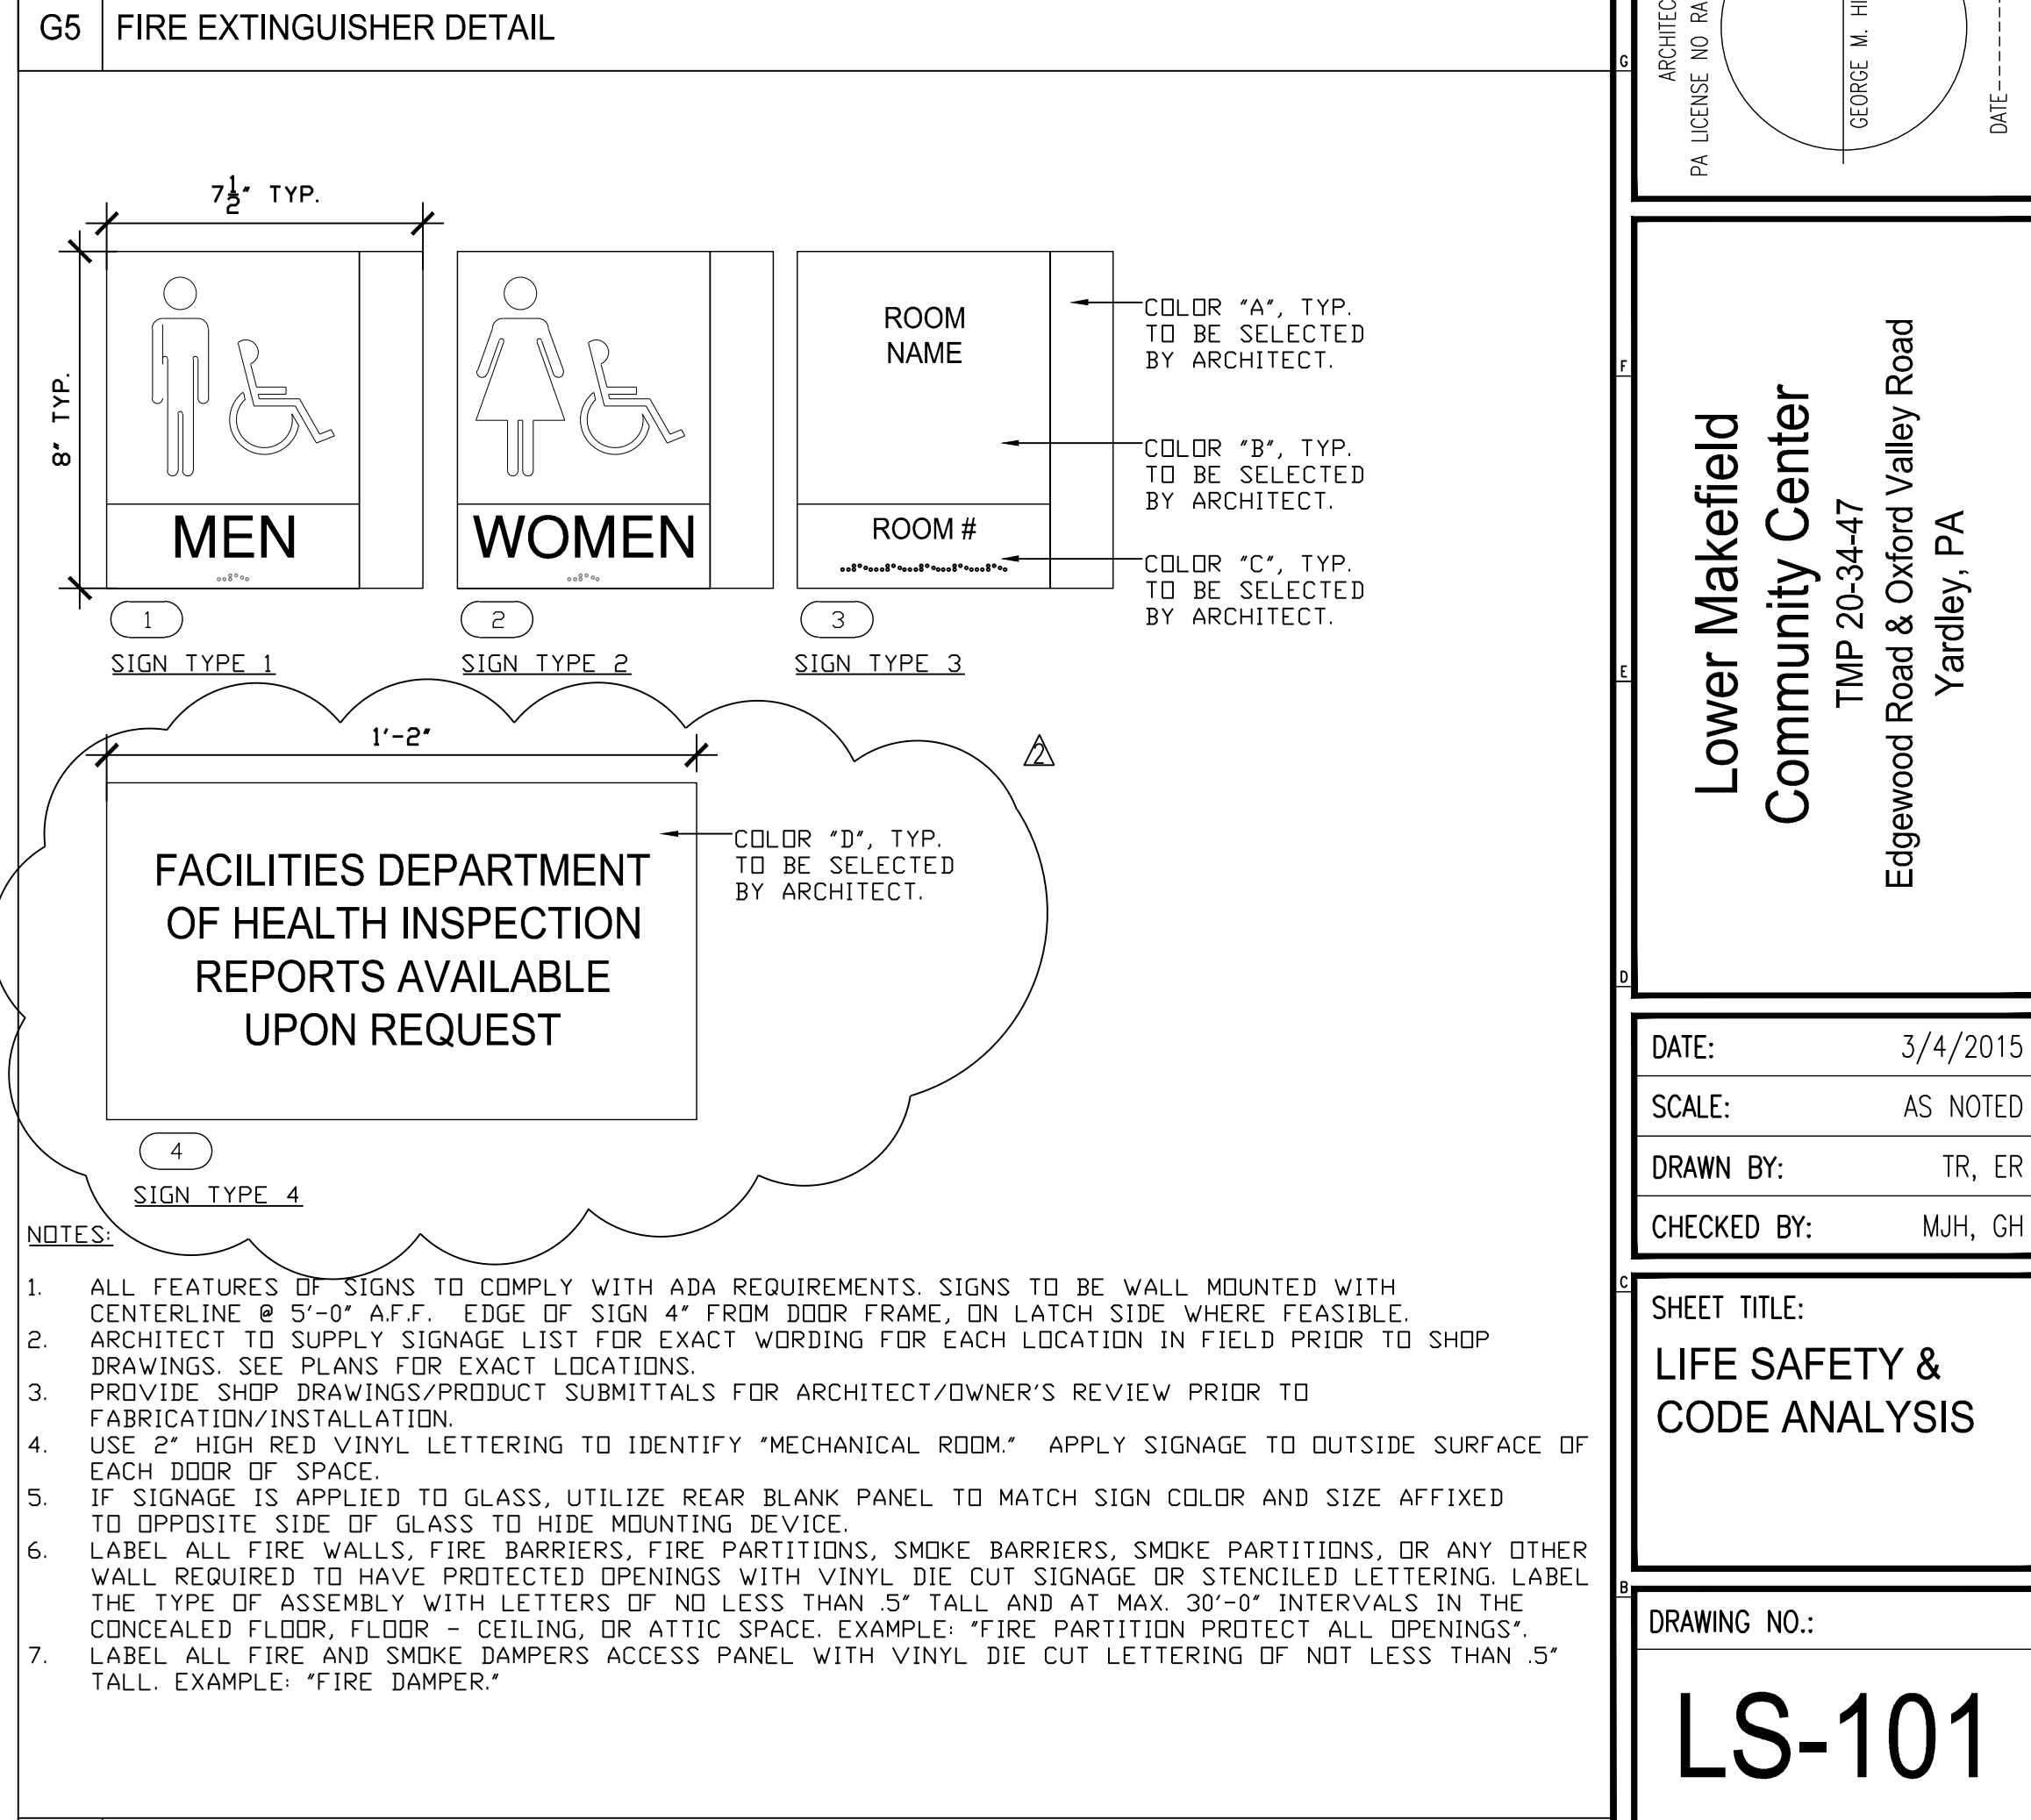 G5 FIRE EXTINGUISHER DETAIL
7 1/2" TYP.
8" TYP.
MEN
WOMEN
ROOM
NAME
ROOM #
COLOR "A", TYP.
TO BE SELECTED
BY ARCHITECT.
COLOR "B", TYP.
TO BE SELECTED
BY ARCHITECT.
COLOR "C", TYP.
TO BE SELECTED
BY ARCHITECT.
1
SIGN TYPE 1
2
SIGN TYPE 2
3
SIGN TYPE 3
1'-2"
2
FACILITIES DEPARTMENT
OF HEALTH INSPECTION
REPORTS AVAILABLE
UPON REQUEST
COLOR "D", TYP.
TO BE SELECTED
BY ARCHITECT.
4
SIGN TYPE 4
NOTES:
1. ALL FEATURES OF SIGNS TO COMPLY WITH ADA REQUIREMENTS. SIGNS TO BE WALL MOUNTED WITH
CENTERLINE @ 5'-0" A.F.F. EDGE OF SIGN 4" FROM DOOR FRAME, ON LATCH SIDE WHERE FEASIBLE.
2. ARCHITECT TO SUPPLY SIGNAGE LIST FOR EXACT WORDING FOR EACH LOCATION IN FIELD PRIOR TO SHOP
DRAWINGS. SEE PLANS FOR EXACT LOCATIONS.
3. PROVIDE SHOP DRAWINGS/PRODUCT SUBMITTALS FOR ARCHITECT/OWNER'S REVIEW PRIOR TO
FABRICATION/INSTALLATION.
4. USE 2" HIGH RED VINYL LETTERING TO IDENTIFY "MECHANICAL ROOM." APPLY SIGNAGE TO OUTSIDE SURFACE OF
EACH DOOR OF SPACE.
5. IF SIGNAGE IS APPLIED TO GLASS, UTILIZE REAR BLANK PANEL TO MATCH SIGN COLOR AND SIZE AFFIXED
TO OPPOSITE SIDE OF GLASS TO HIDE MOUNTING DEVICE.
6. LABEL ALL FIRE WALLS, FIRE BARRIERS, FIRE PARTITIONS, SMOKE BARRIERS, SMOKE PARTITIONS, OR ANY OTHER
WALL REQUIRED TO HAVE PROTECTED OPENINGS WITH VINYL DIE CUT SIGNAGE OR STENCILED LETTERING. LABEL
THE TYPE OF ASSEMBLY WITH LETTERS OF NO LESS THAN .5" TALL AND AT MAX. 30'-0" INTERVALS IN THE
CONCEALED FLOOR, FLOOR - CEILING, OR ATTIC SPACE. EXAMPLE: "FIRE PARTITION PROTECT ALL OPENINGS".
7. LABEL ALL FIRE AND SMOKE DAMPERS ACCESS PANEL WITH VINYL DIE CUT LETTERING OF NOT LESS THAN .5"
TALL. EXAMPLE: "FIRE DAMPER."
G
F
E
D
C
B
PA LICENSE NO
GEORGE M.
DATE
Lower Makefield
Community Center
TMP 20-34-47
Edgewood Road & Oxford Valley Road
Yardley, PA
DATE: 3/4/2015
SCALE: AS NOTED
DRAWN BY: TR, ER
CHECKED BY: MJH, GH
SHEET TITLE:
LIFE SAFETY &
CODE ANALYSIS
DRAWING NO.:
LS-101